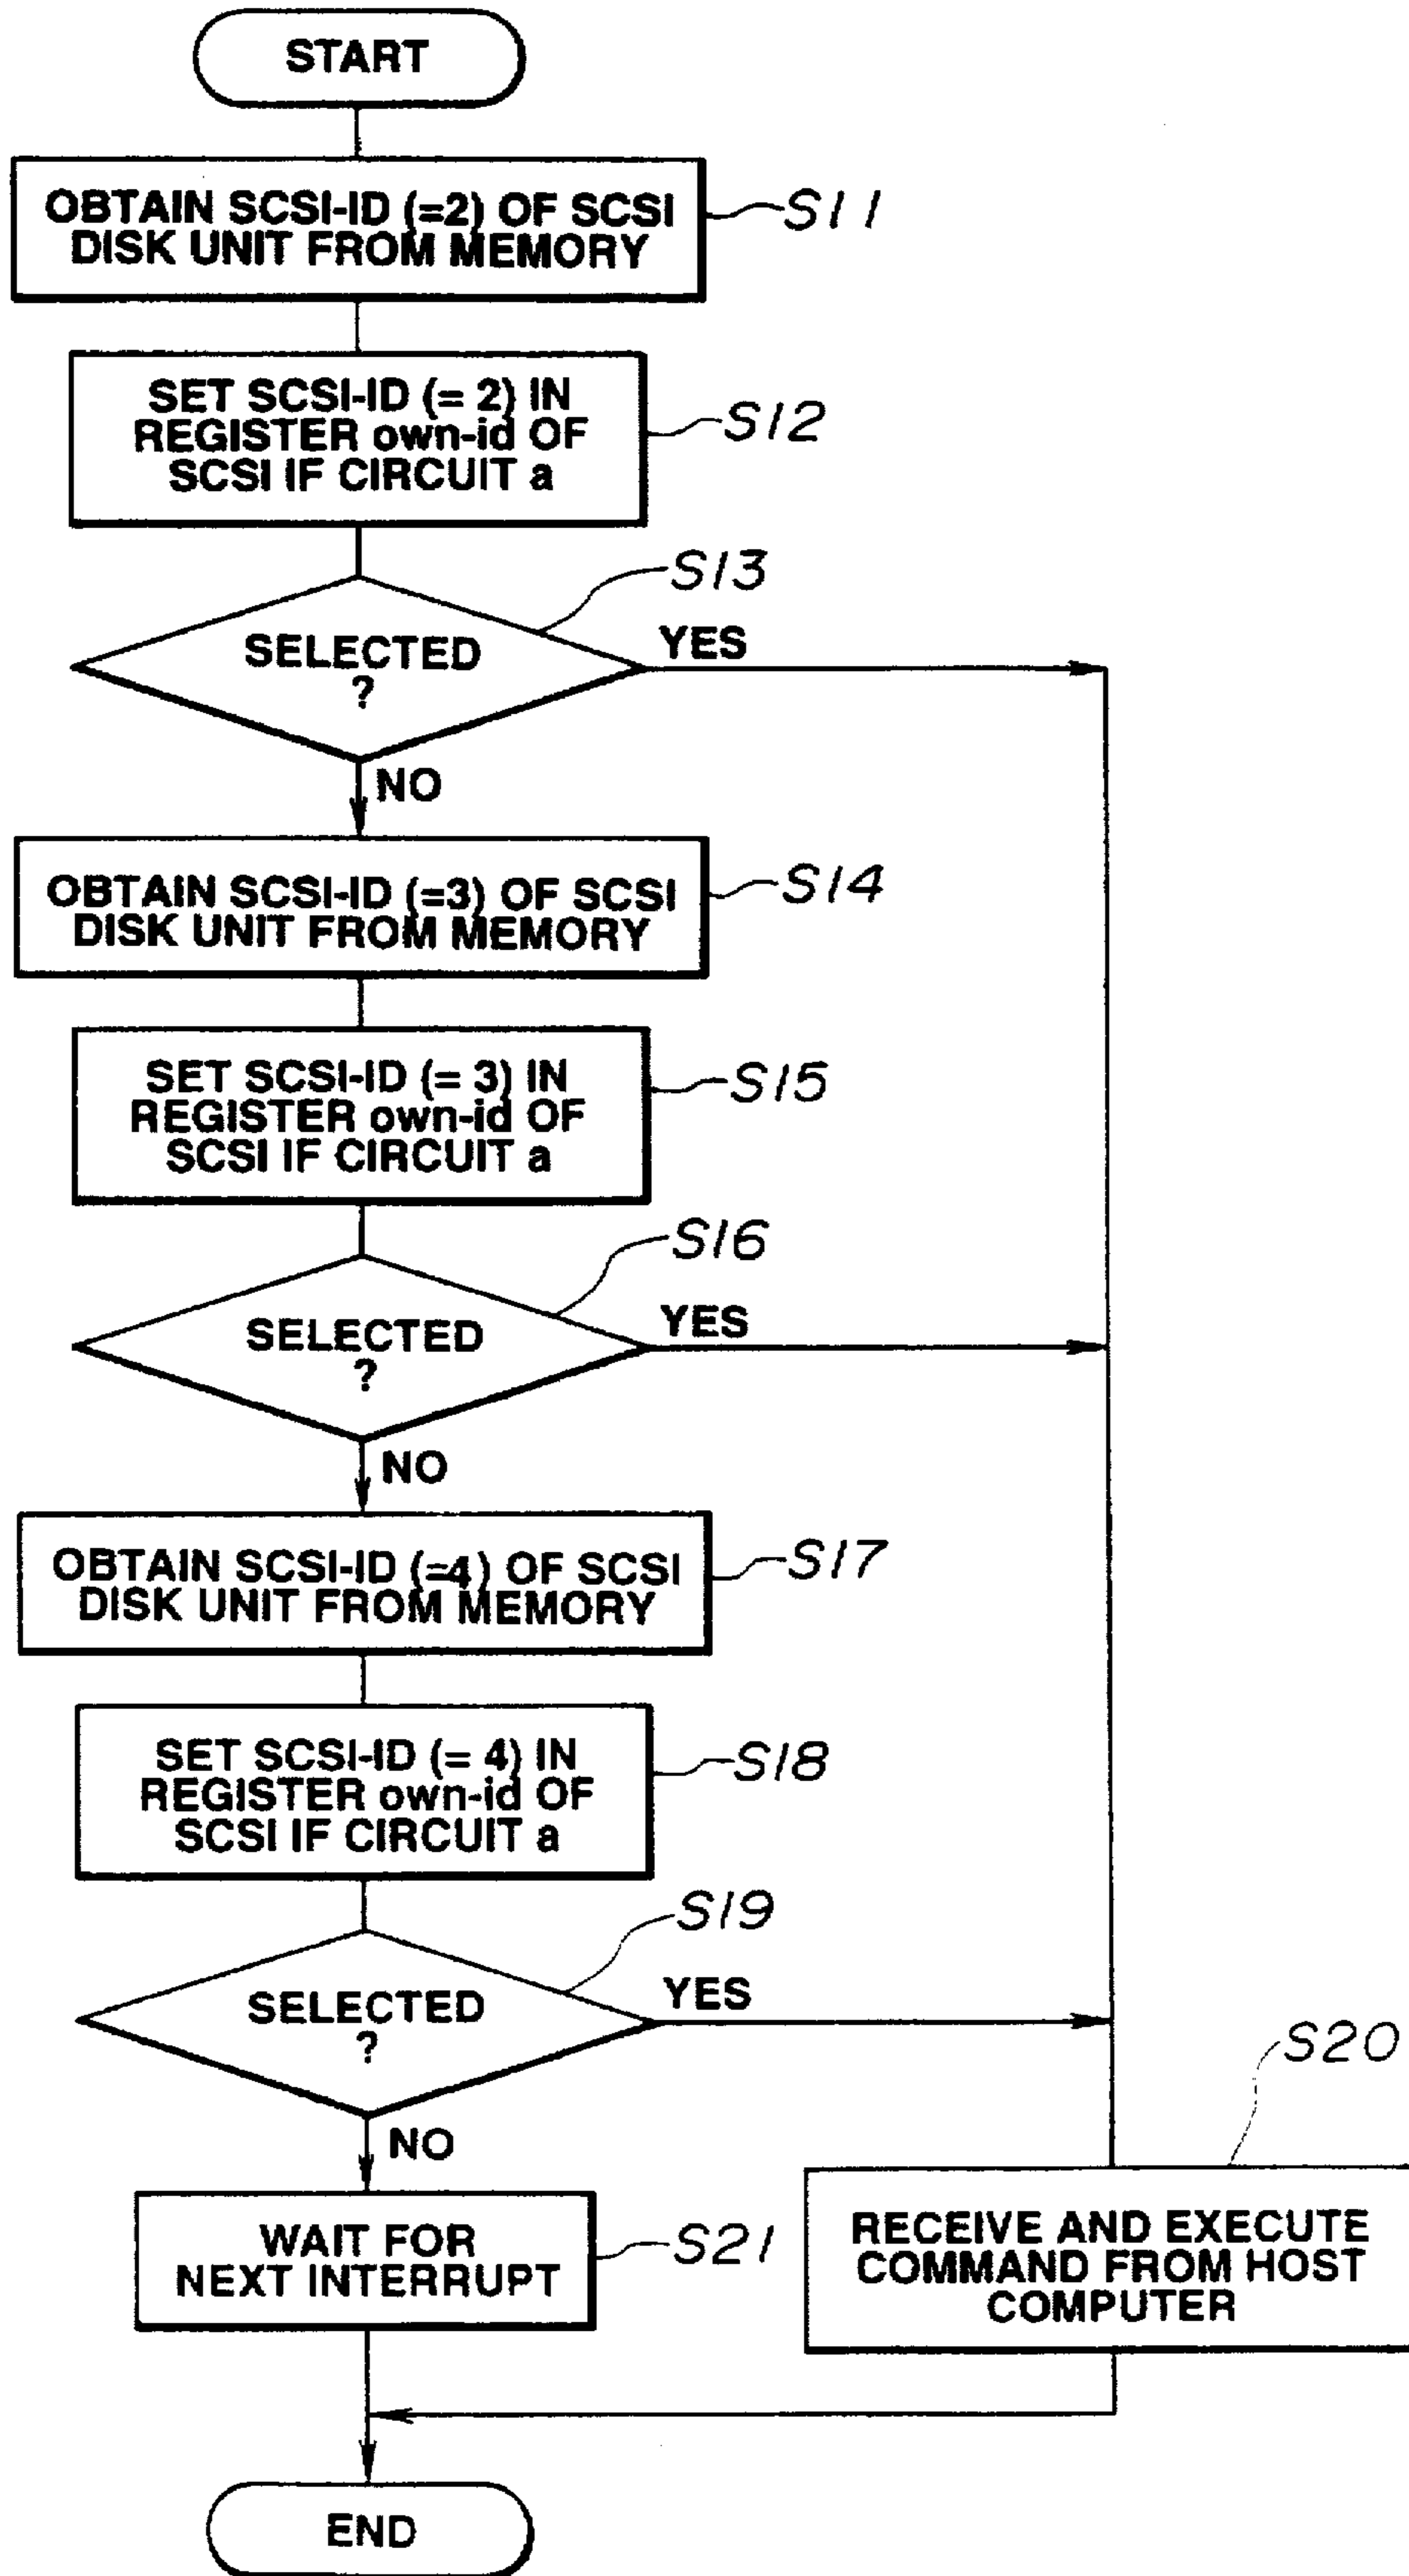 START
OBTAIN SCSI-ID (=2) OF SCSI
DISK UNIT FROM MEMORY
S11
SET SCSI-ID (= 2) IN
REGISTER own-id OF
SCSI IF CIRCUIT a
S12
S13
SELECTED
?
YES
NO
OBTAIN SCSI-ID (=3) OF SCSI
DISK UNIT FROM MEMORY
S14
SET SCSI-ID (= 3) IN
REGISTER own-id OF
SCSI IF CIRCUIT a
S15
S16
SELECTED
?
YES
NO
OBTAIN SCSI-ID (=4) OF SCSI
DISK UNIT FROM MEMORY
S17
SET SCSI-ID (= 4) IN
REGISTER own-id OF
SCSI IF CIRCUIT a
S18
S19
SELECTED
?
YES
NO
S20
WAIT FOR
NEXT INTERRUPT
S21
RECEIVE AND EXECUTE
COMMAND FROM HOST
COMPUTER
END